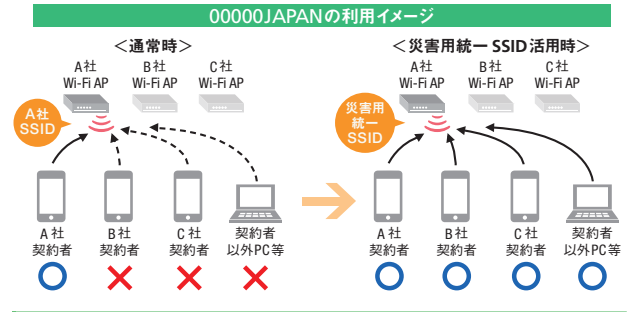 00000JAPANの利用イメージ
＜通常時＞
A社
Wi-Fi AP
B社
Wi-Fi AP
C社
Wi-Fi AP
A社
SSID
A社
契約者
B社
契約者
C社
契約者
契約者
以外PC等
＜災害用統一SSID活用時＞
A社
Wi-Fi AP
B社
Wi-Fi AP
C社
Wi-Fi AP
災害用
統一
SSID
A社
契約者
B社
契約者
C社
契約者
契約者
以外PC等